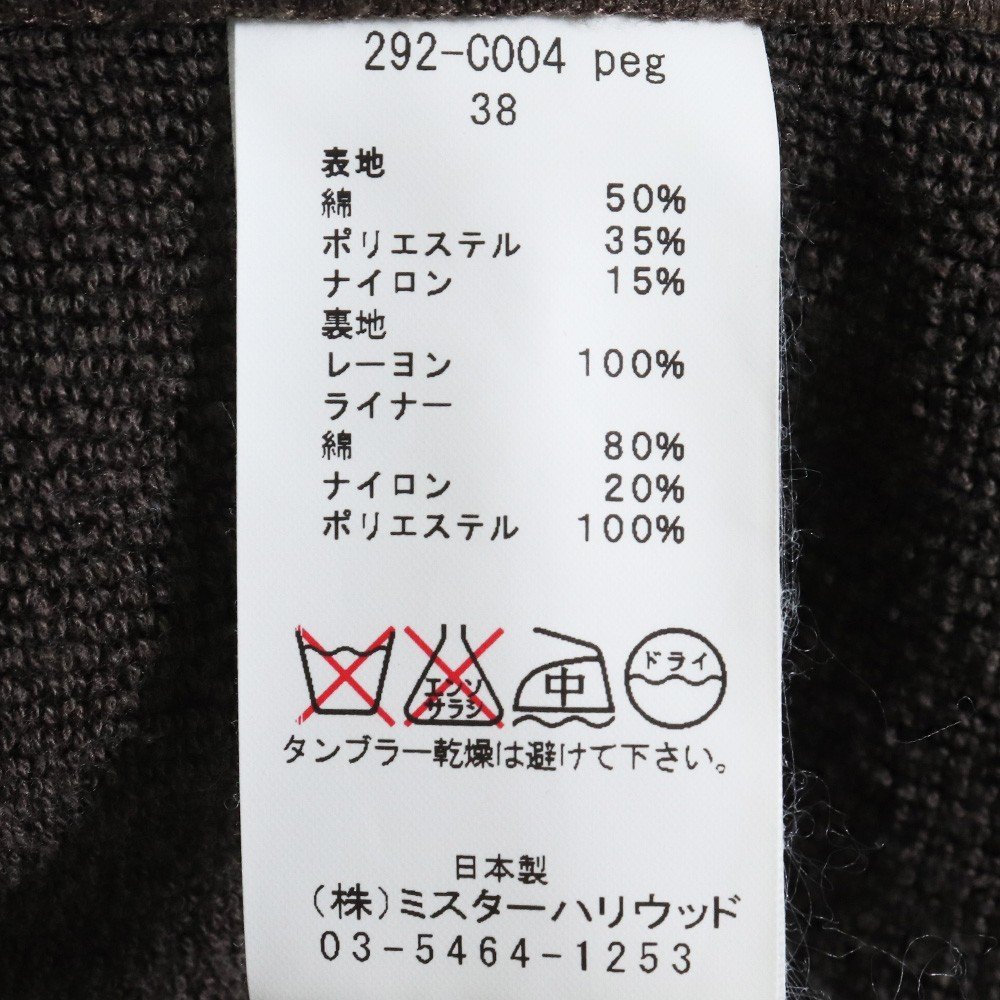 292-C004 peg
38
表地
綿 50%
ポリエステル 35%
ナイロン 15%
裏地
レーヨン 100%
ライナー
綿 80%
ナイロン 20%
ポリエステル 100%
エンソ
サラシ
中
ドライ
タンブラー乾燥は避けて下さい。
日本製
(株)ミスターハリウッド
03-5464-1253